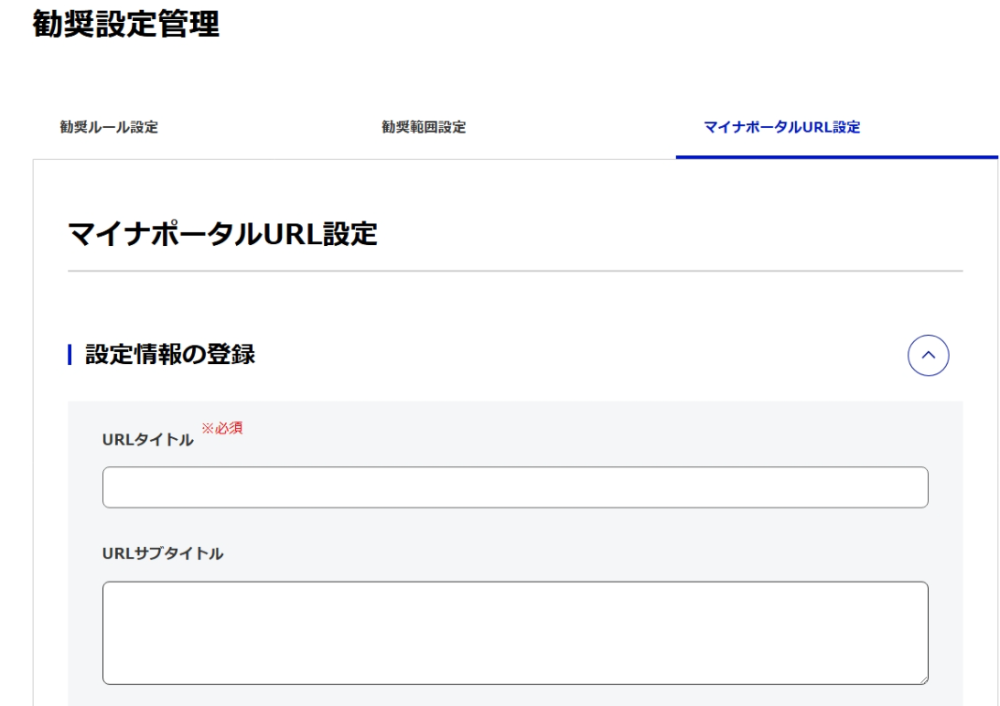 勧奨設定管理
勧奨ルール設定 勧奨範囲設定 マイナポータルURL設定
マイナポータルURL設定
設定情報の登録
URLタイトル ※必須
URLサブタイトル